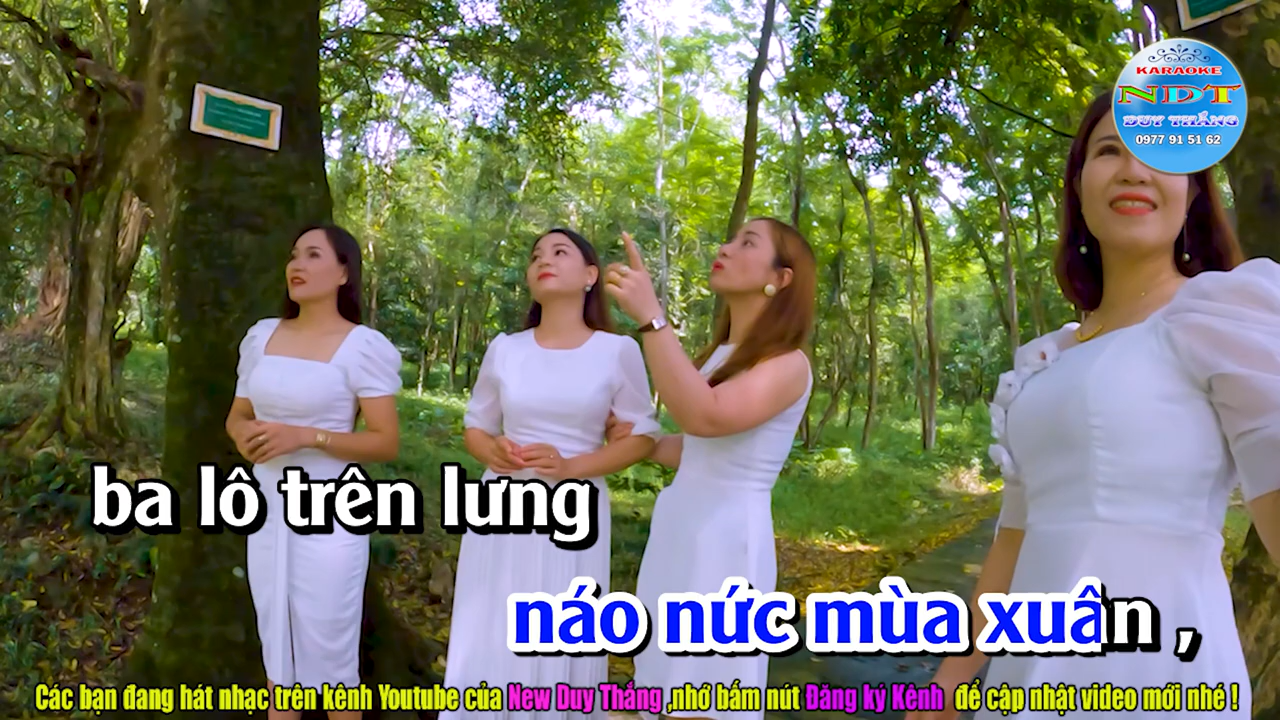 KARAOKE
NDT
DUY THẮNG
0977 91 51 62
ba lô trên lưng
náo nức mùa xuân ,
Các bạn đang hát nhạc trên kênh Youtube của New Duy Thắng ,nhớ bấm nút Đăng ký Kênh để cập nhật video mới nhé !